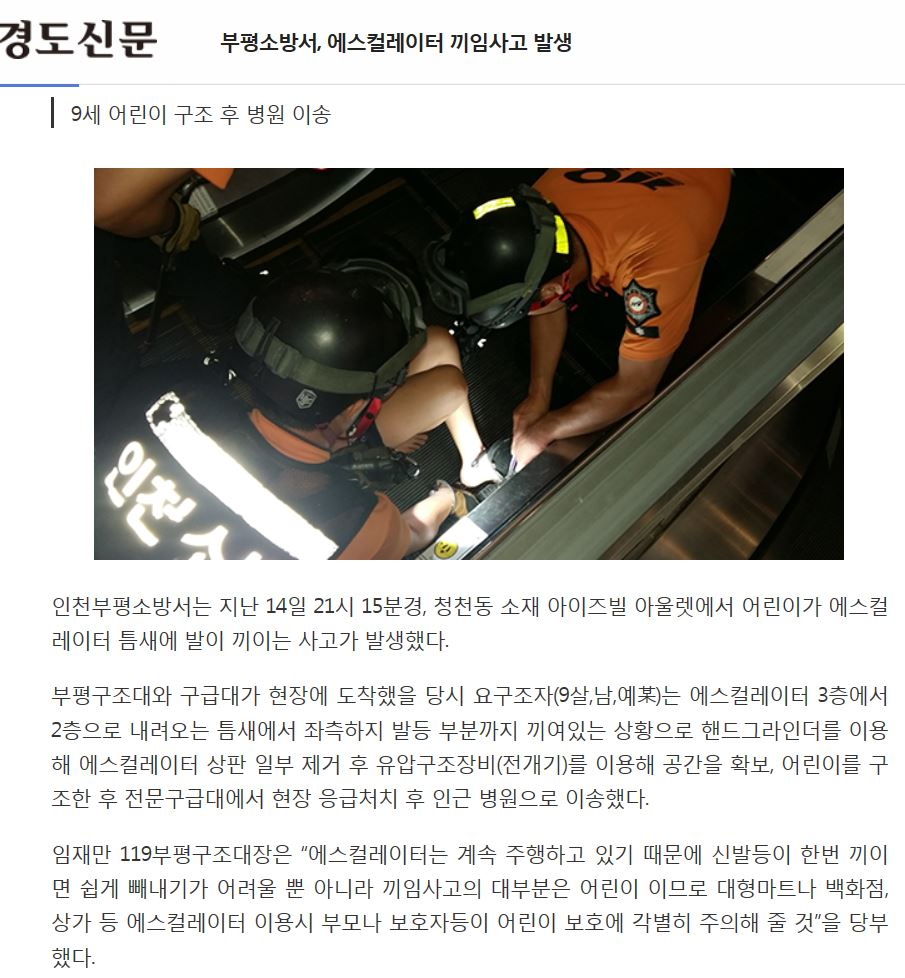 경도신문
부평소방서, 에스컬레이터 끼임사고 발생
9세 어린이 구조 후 병원 이송
인천
인천부평소방서는 지난 14일 21시 15분경, 청천동 소재 아이즈빌 아울렛에서 어린이가 에스컬
레이터 틈새에 발이 끼이는 사고가 발생했다.
부평구조대와 구급대가 현장에 도착했을 당시 요구조자(9살,남,예某)는 에스컬레이터 3층에서
2층으로 내려오는 틈새에서 좌측하지 발등 부분까지 끼여있는 상황으로 핸드그라인더를 이용
해 에스컬레이터 상판 일부 제거 후 유압구조장비(전개기)를 이용해 공간을 확보, 어린이를 구
조한 후 전문구급대에서 현장 응급처치 후 인근 병원으로 이송했다.
임재만 119부평구조대장은 “에스컬레이터는 계속 주행하고 있기 때문에 신발등이 한번 끼이
면 쉽게 빼내기가 어려울 뿐 아니라 끼임사고의 대부분은 어린이 이므로 대형마트나 백화점,
상가 등 에스컬레이터 이용시 부모나 보호자등이 어린이 보호에 각별히 주의해 줄 것”을 당부
했다.